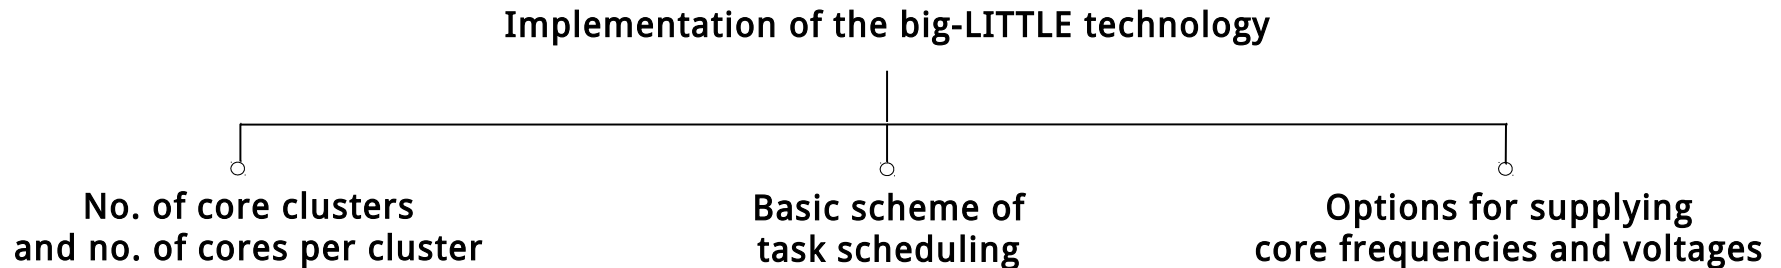 Implementation of the big-LITTLE technology
No. of core clusters
and no. of cores per cluster
Basic scheme of
task scheduling
Options for supplying
core frequencies and voltages